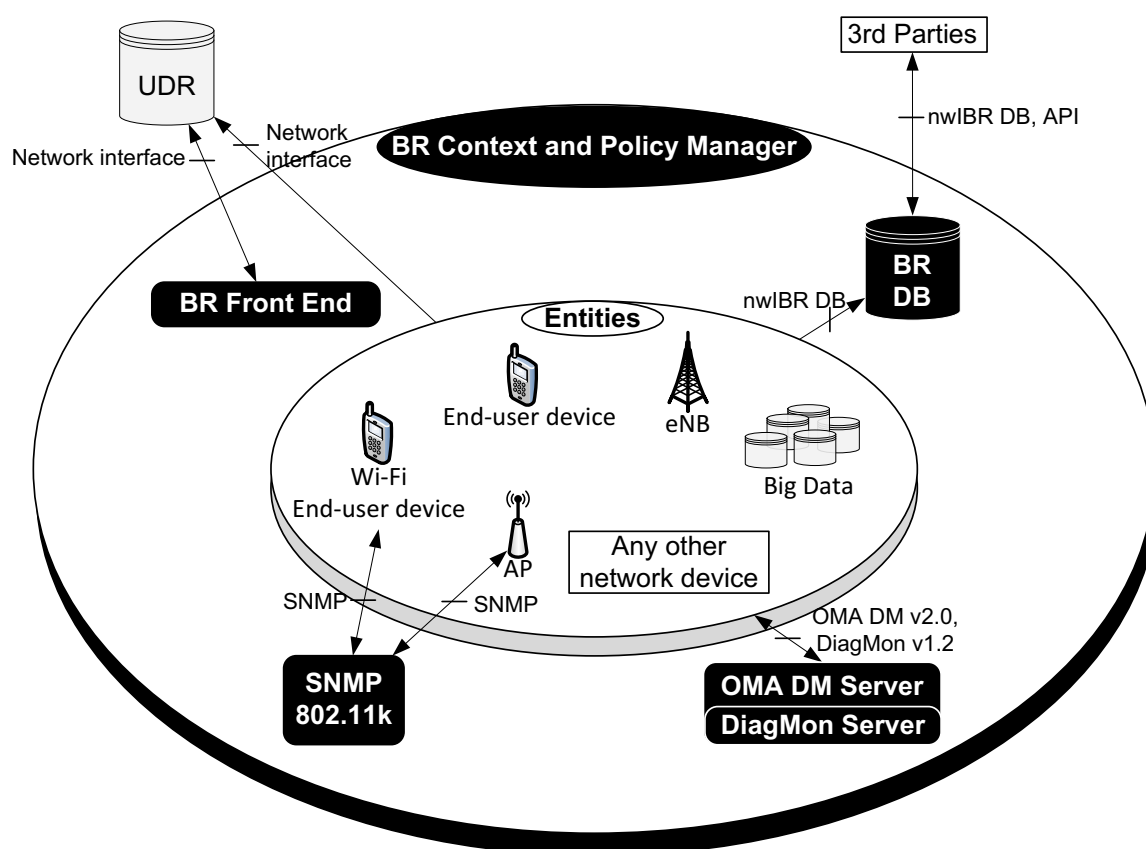 3rd Parties
UDR
nwlBR DB, API
Network interface
Network
interface
BR Context and Policy Manager
BR
DB
BR Front End
nwlBR DB
Entities
End-user device
eNB
Wi-Fi
End-user device
Big Data
AP
Any other
network device
SNMP
SNMP
OMA DM v2.0,
DiagMon v1.2
SNMP
802.11k
OMA DM Server
DiagMon Server